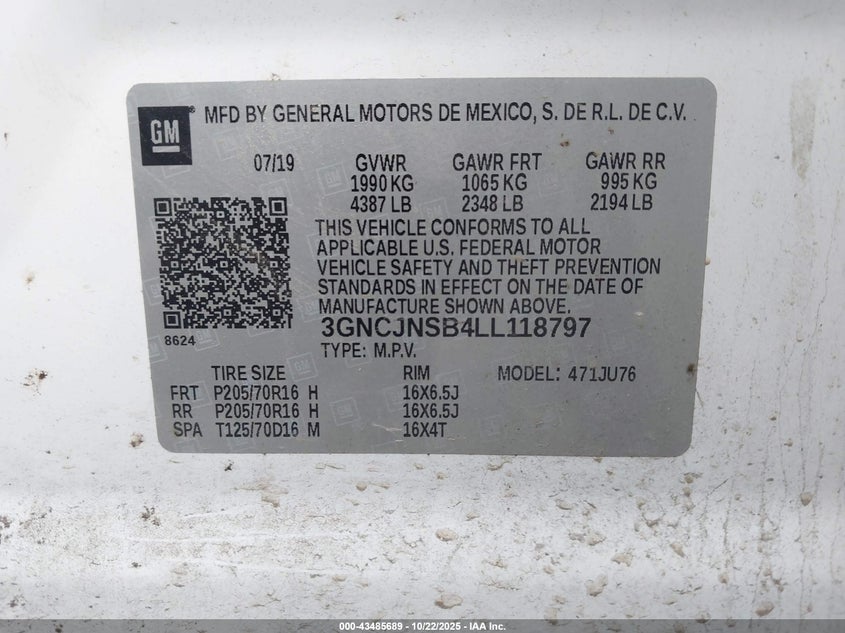 GM
MFD BY GENERAL MOTORS DE MEXICO, S. DE R.L. DE C.V.
07/19 GVWR GAWR FRT GAWR RR
1990 KG 1065 KG 995 KG
4387 LB 2348 LB 2194 LB
THIS VEHICLE CONFORMS TO ALL
APPLICABLE U.S. FEDERAL MOTOR
VEHICLE SAFETY AND THEFT PREVENTION
STANDARDS IN EFFECT ON THE DATE OF
MANUFACTURE SHOWN ABOVE.
8624
3GNCJNSB4LL118797
TYPE: M.P.V.
TIRE SIZE RIM MODEL: 471JU76
FRT P205/70R16 H 16X6.5J
RR P205/70R16 H 16X6.5J
SPA T125/70D16 M 16X4T
000-43485689 - 10/22/2025 - IAA Inc.